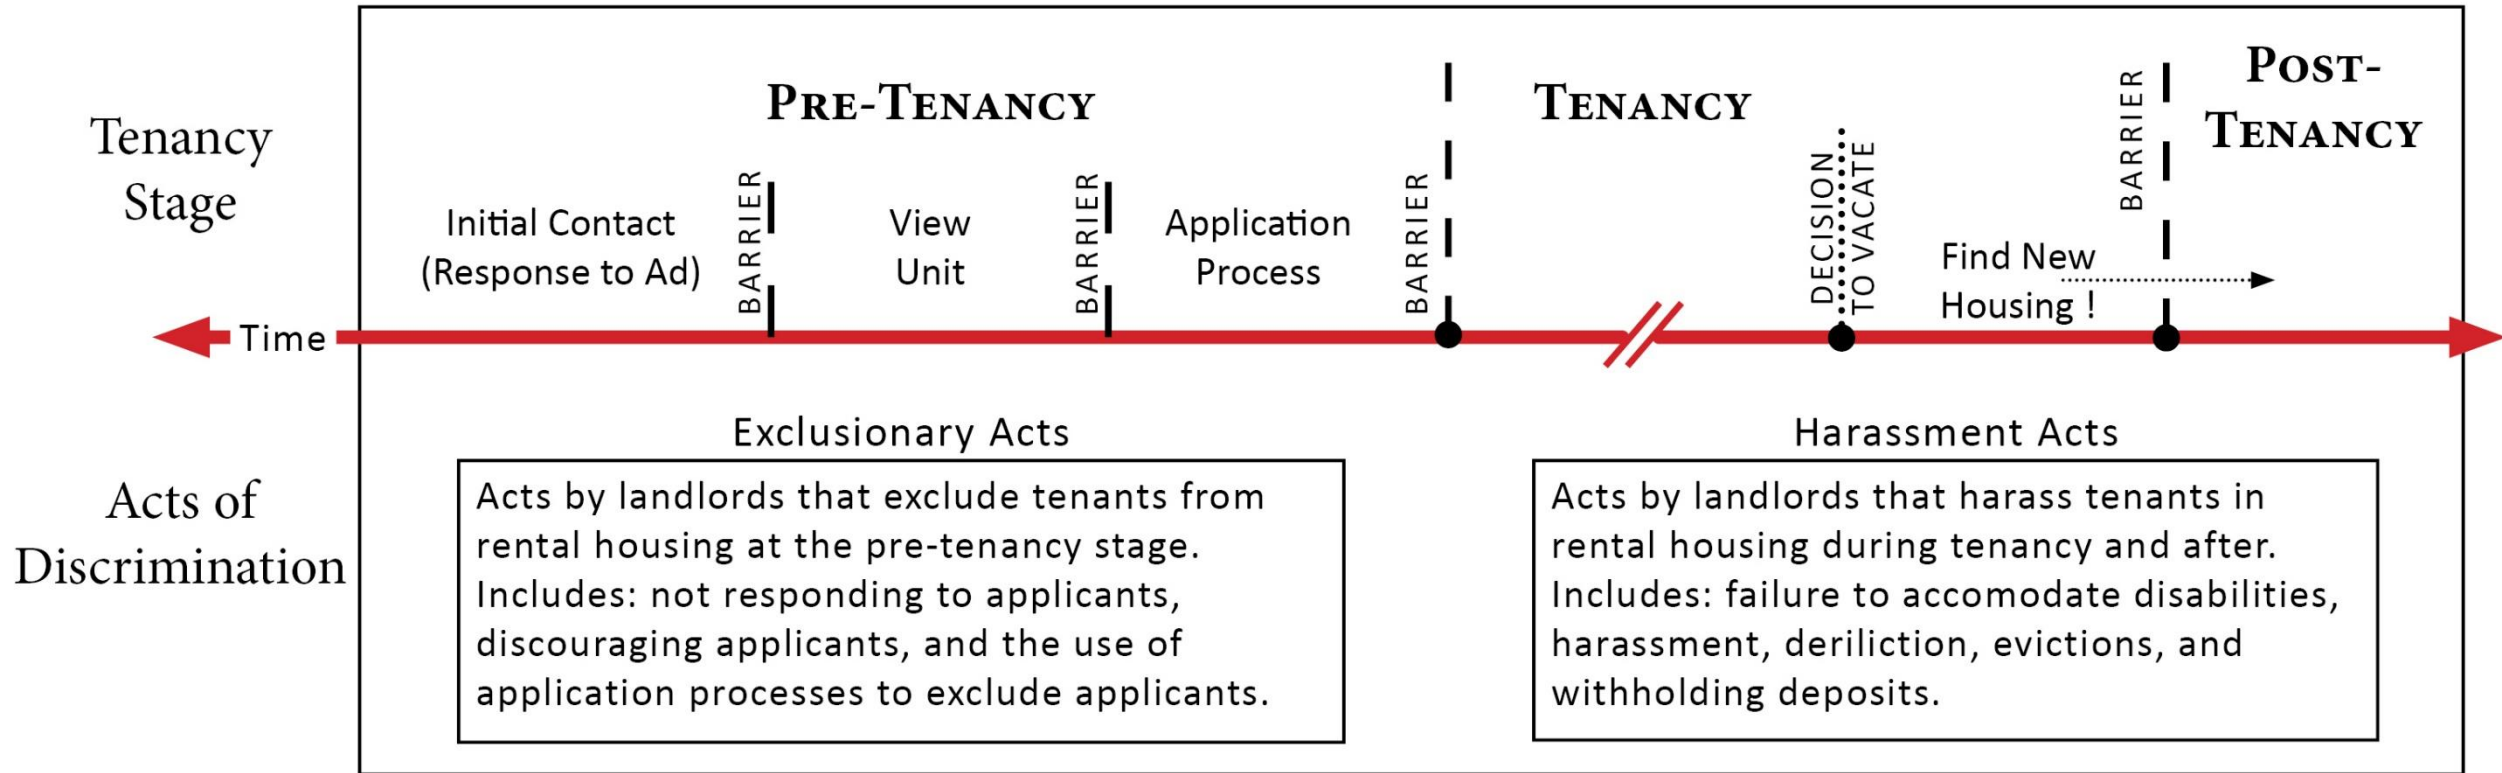 Tenancy
Stage
PRE-TENANCY
TENANCY
POST-
TENANCY
Initial Contact
(Response to Ad)
BARRIER
View
Unit
BARRIER
Application
Process
BARRIER
DECISION
TO VACATE
Find New
Housing !
BARRIER
Time
Acts of
Discrimination
Exclusionary Acts
Acts by landlords that exclude tenants from
rental housing at the pre-tenancy stage.
Includes: not responding to applicants,
discouraging applicants, and the use of
application processes to exclude applicants.
Harassment Acts
Acts by landlords that harass tenants in
rental housing during tenancy and after.
Includes: failure to accomodate disabilities,
harassment, deriliction, evictions, and
withholding deposits.